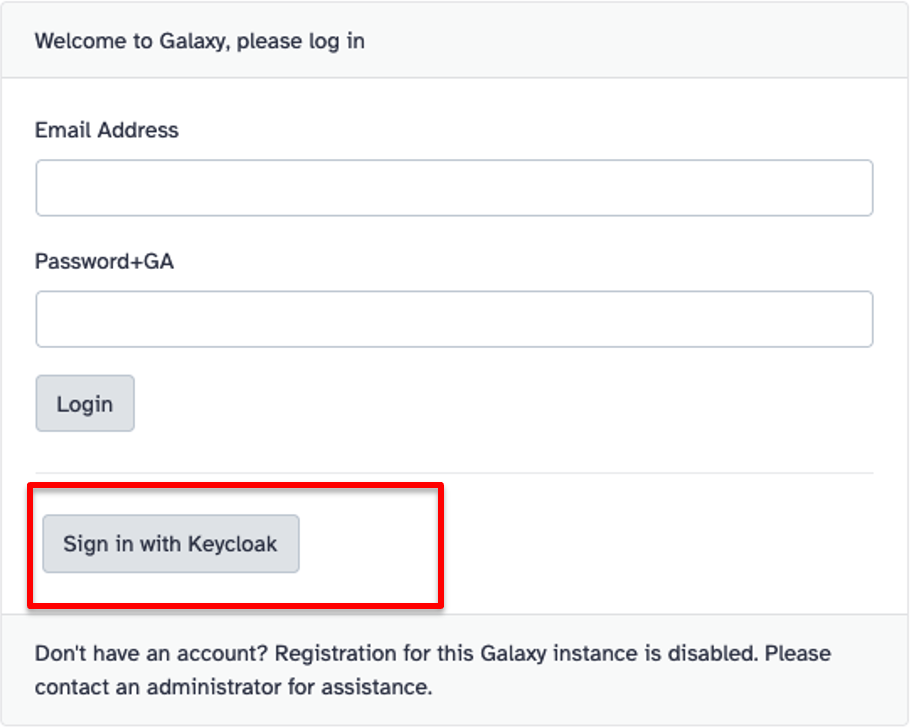 Welcome to Galaxy, please log in
Email Address
Password+GA
Login
Sign in with Keycloak
Don't have an account? Registration for this Galaxy instance is disabled. Please
contact an administrator for assistance.